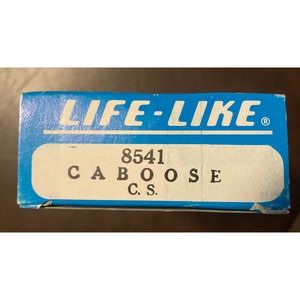 LIFE-LIKE®
8541
CABOOSE
C. S.